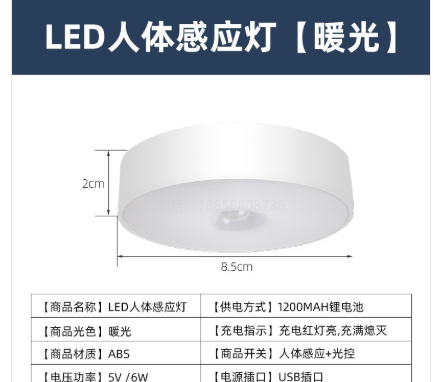 LED人体感应灯【暖光】
2cm
8.5cm
【商品名称】LED人体感应灯 【供电方式】1200MAH锂电池
【商品光色】暖光 【充电指示】充电红灯亮,充满熄灭
【商品材质】ABS 【商品开关】人体感应+光控
【电压功率】5V /6W 【电源插口】USB插口